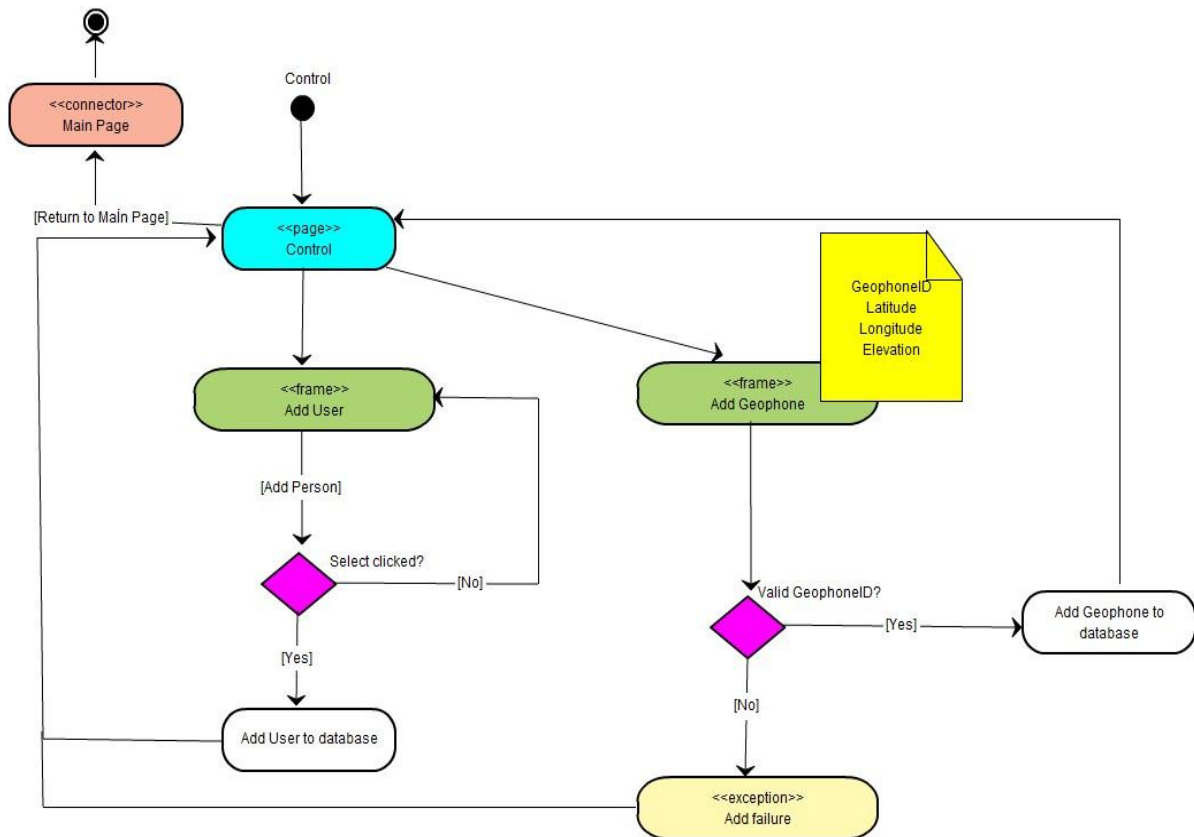 Control
<<connector>>
Main Page
[Return to Main Page]
<<page>>
Control
GeophoneID
Latitude
Longitude
Elevation
<<frame>>
Add User
<<frame>>
Add Geophone
[Add Person]
Select clicked?
[No]
Valid GeophoneID?
[Yes]
Add Geophone to
database
[Yes]
[No]
Add User to database
<<exception>>
Add failure